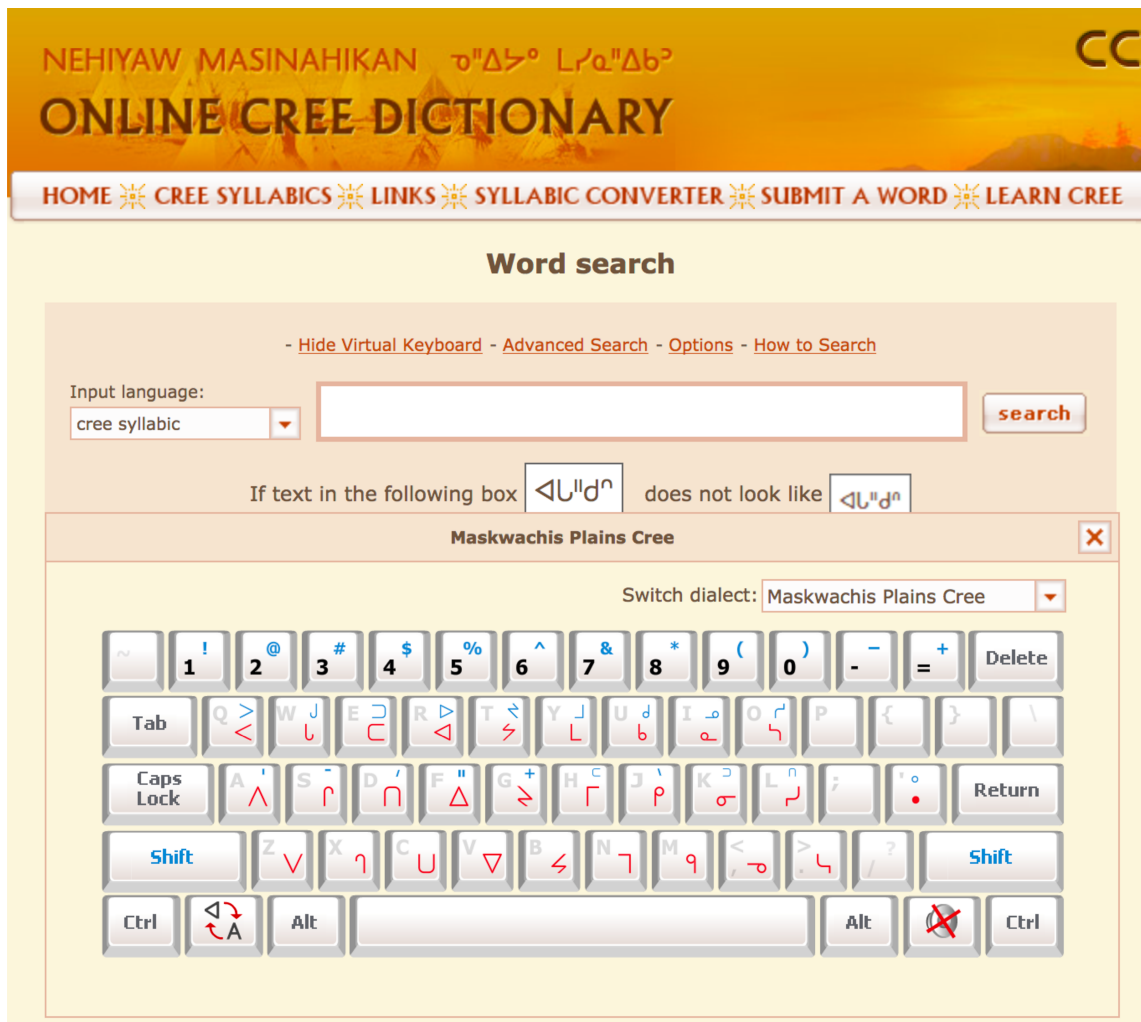 NEHIYAW MASINAHIKAN ᓀᐦᐃᔭᐤ ᒪᓯᓇᐦᐃᑲᐣ
CC
ONLINE CREE DICTIONARY
HOME CREE SYLLABICS LINKS SYLLABIC CONVERTER SUBMIT A WORD LEARN CREE
Word search
- Hide Virtual Keyboard - Advanced Search - Options - How to Search
Input language:
cree syllabic search
If text in the following box ᐊᒐᐦᑯᐢ does not look like ᐊᒐᐦᑯᐢ
Maskwachis Plains Cree
Switch dialect: Maskwachis Plains Cree
~ ! 1 @ 2 # 3 $ 4 % 5 ^ 6 & 7 * 8 ( 9 ) 0 − - + = Delete
Tab Q ᐳ ᐸ W ᒍ ᒐ E ᑐ ᑕ R ᐅ ᐊ T ᔪ ᔭ Y ᒧ ᒪ U ᑯ ᑲ I ᓄ ᓇ O ᓱ ᓴ P { } \
Caps Lock A ᑊ ᐱ S ᐨ ᒋ D ᐟ ᑎ F ᐦ ᐃ G ᐩ ᔨ H ᒼ ᒥ J ᐠ ᑭ K ᐣ ᓂ L ᐢ ᓯ ; ' ᐤ • Return
Shift Z ᐯ X ᒉ C ᑌ V ᐁ B ᔦ N ᒣ M ᑫ < , ᓀ > . ᓭ ? / Shift
Ctrl ᐊ A Alt Alt Ctrl